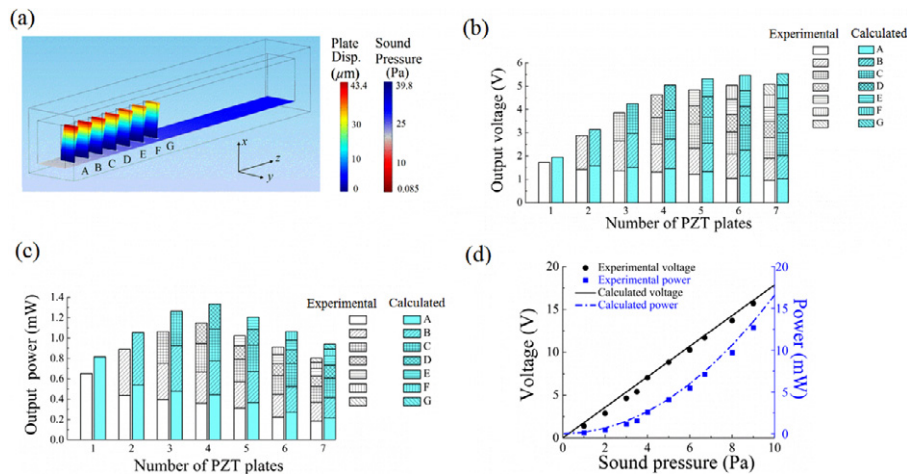 (a)
Plate Disp. (μm)
Sound Pressure (Pa)
43.4
0
39.8
25
10
0.085
A B C D E F G
x
z
y
(b)
Experimental Calculated
A
B
C
D
E
F
G
Output voltage (V)
6
5
4
3
2
1
0
1 2 3 4 5 6 7
Number of PZT plates
(c)
Experimental Calculated
A
B
C
D
E
F
G
Output power (mW)
1.4
1.2
1.0
0.8
0.6
0.4
0.2
0.0
1 2 3 4 5 6 7
Number of PZT plates
(d)
Experimental voltage
Experimental power
Calculated voltage
Calculated power
Voltage (V)
20
15
10
5
0
Power (mW)
20
15
10
5
0
0 2 4 6 8 10
Sound pressure (Pa)